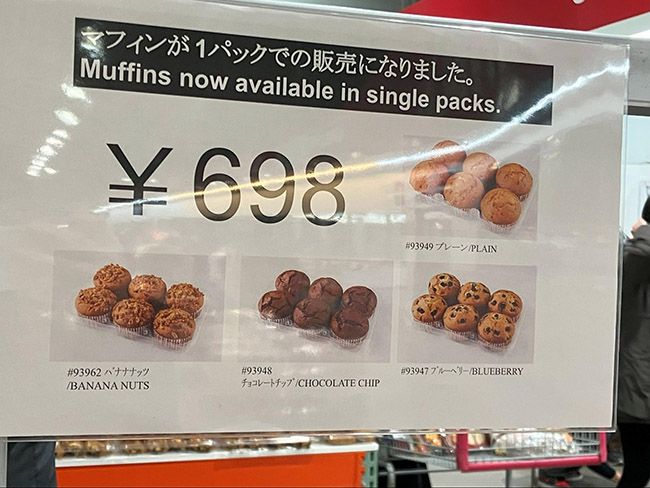 マフィンが1パックでの販売になりました。
Muffins now available in single packs.
￥698
#93949 プレーン/PLAIN
#93962 バナナナッツ
/BANANA NUTS
#93948
チョコレートチップ/CHOCOLATE CHIP
#93947 ブルーベリー/BLUEBERRY